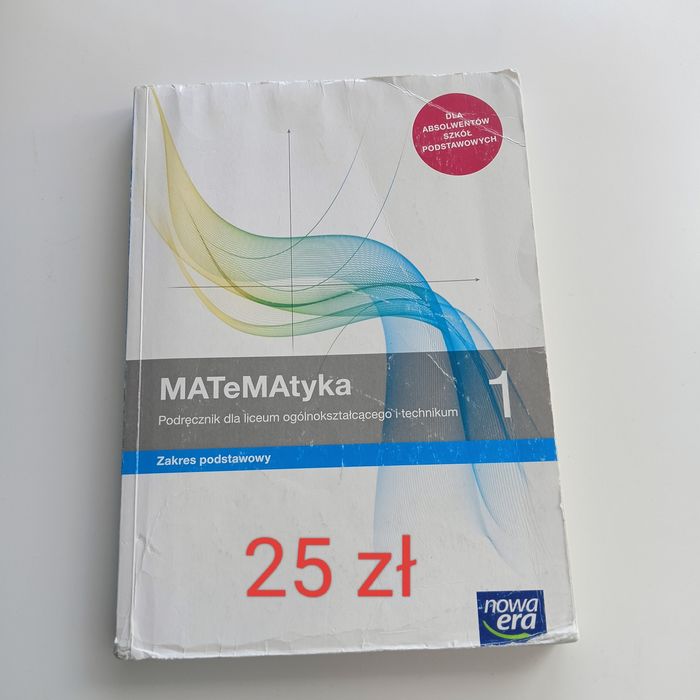 DLA
ABSOLWENTÓW
SZKÓŁ
PODSTAWOWYCH
MATeMAtyka 1
Podręcznik dla liceum ogólnokształcącego i technikum
Zakres podstawowy
25 zł
nowa
era